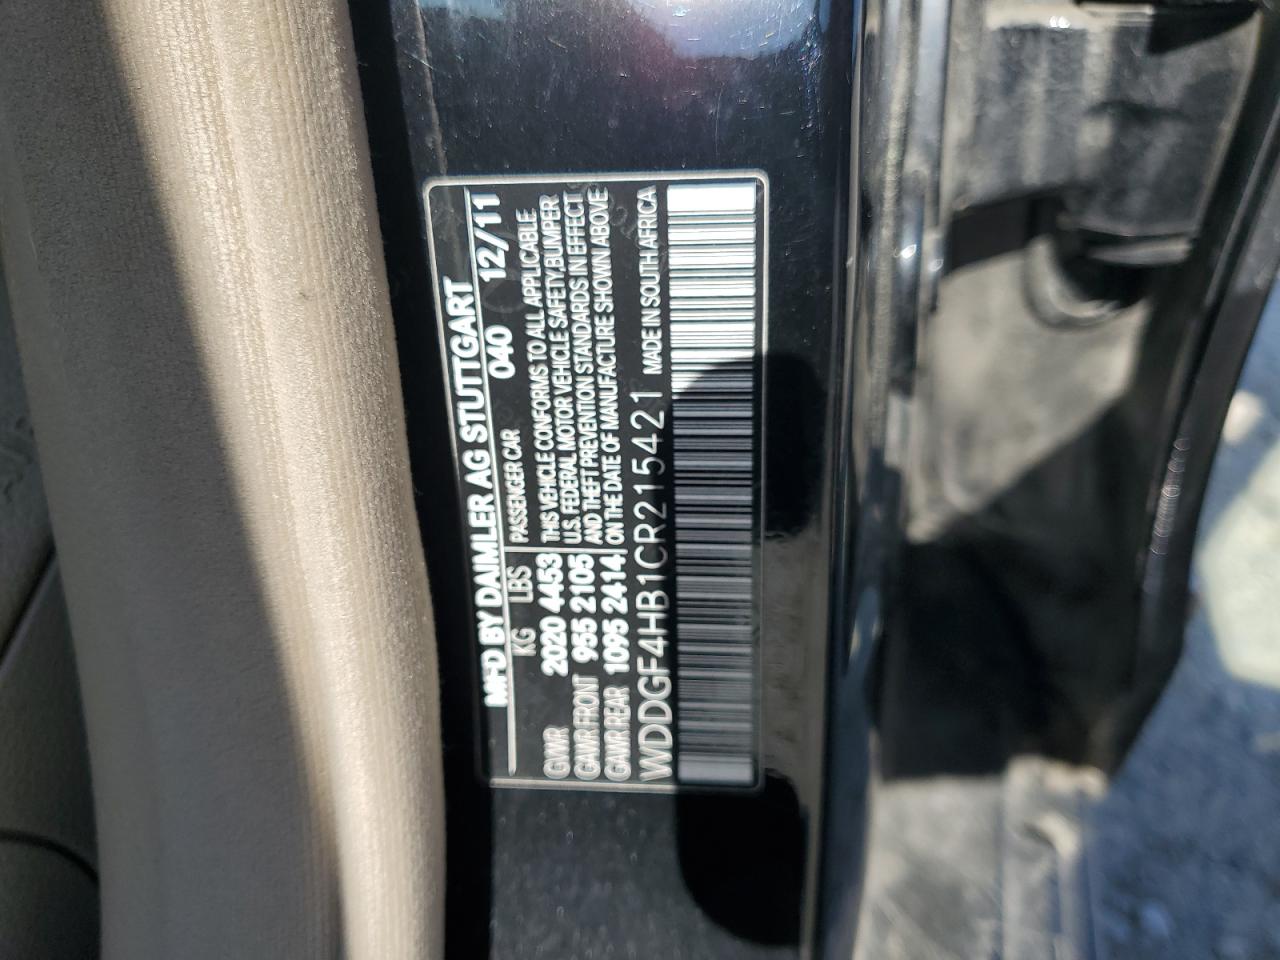 MFD BY DAIMLER AG STUTTGART
040 12/11
KG LBS PASSENGER CAR
GWR 2020 4453 THIS VEHICLE CONFORMS TO ALL APPLICABLE
U.S. FEDERAL MOTOR VEHICLE SAFETY,BUMPER
GAWR FRONT 955 2105 AND THEFT PREVENTION STANDARDS IN EFFECT
GAWR REAR 1095 2414 ON THE DATE OF MANUFACTURE SHOWN ABOVE
WDDGF4HB1CR215421 MADE IN SOUTH AFRICA